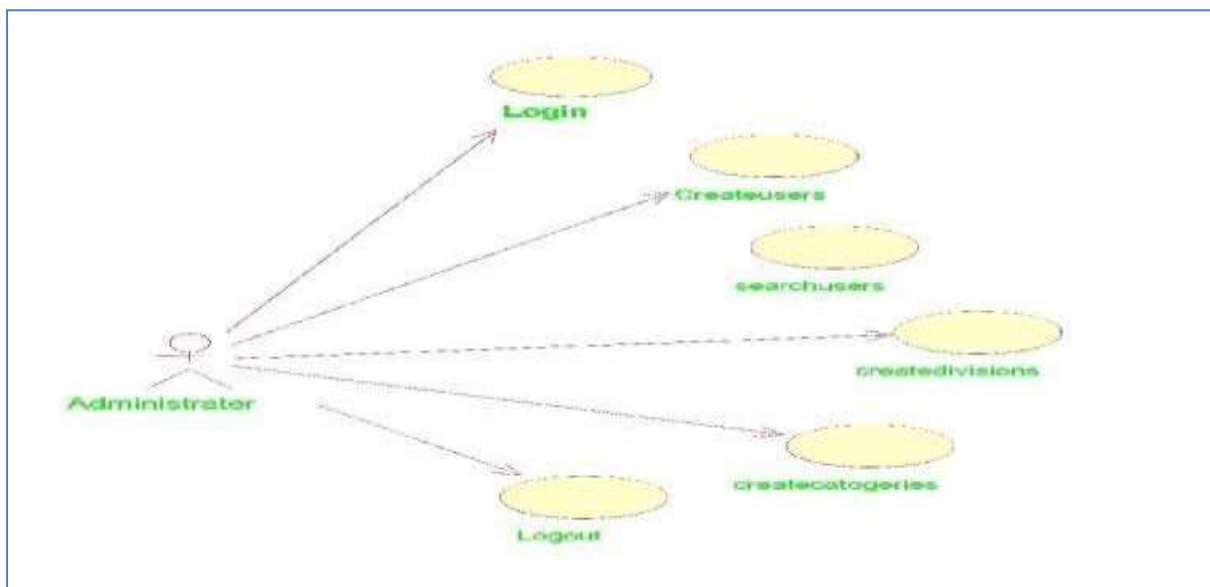 Login
Createusers
searchusers
createdivisions
Administrater
createcatogeries
Logout